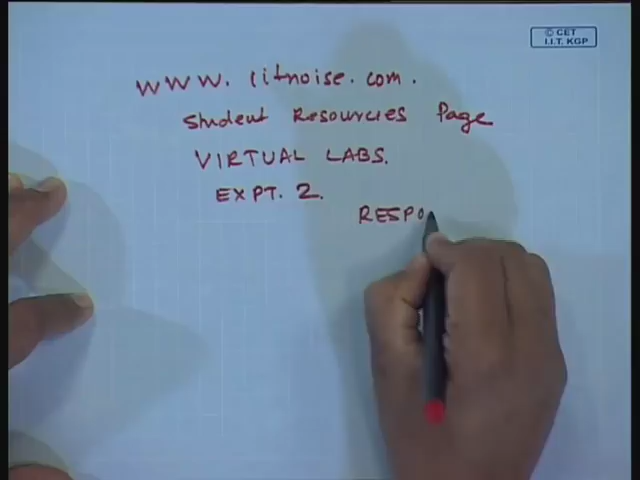 © CET
I.I.T. KGP
www. iitnoise.com.
Student Resources Page
VIRTUAL LABS.
EXPT. 2.
RESPO